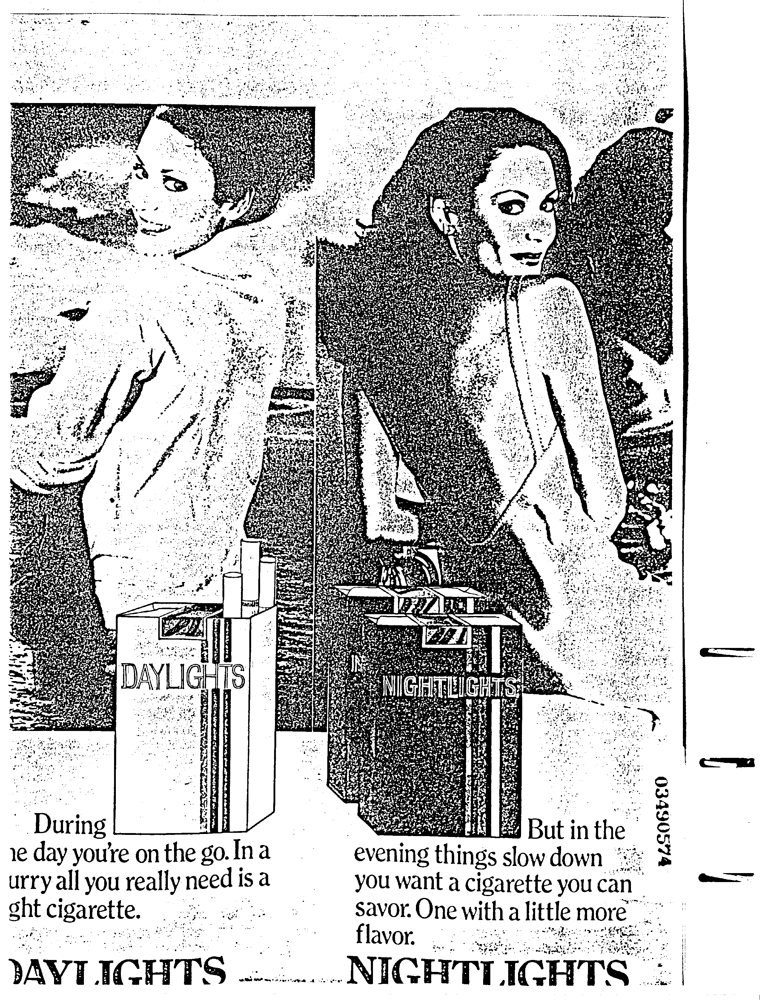 DAYLIGHTS
During
he day you're on the go. In a
urry all you really need is a
ght cigarette.
DAYLIGHTS
NIGHTLIGHTS
But in the
evening things slow down
you want a cigarette you can
savor. One with a little more
flavor.
NIGHTLIGHTS
03490574